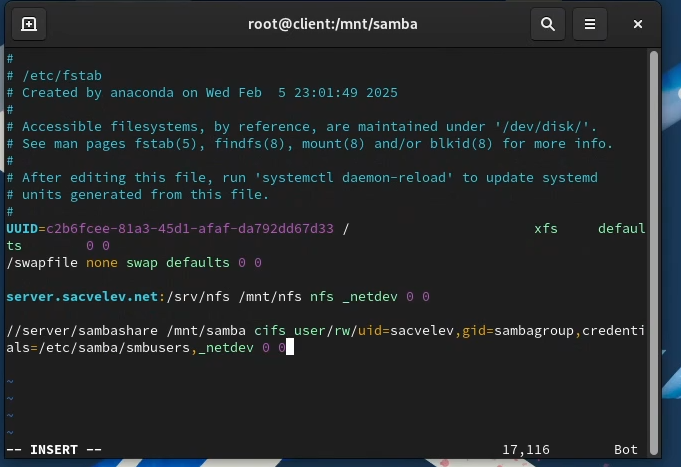 root@client:/mnt/samba
#
# /etc/fstab
# Created by anaconda on Wed Feb  5 23:01:49 2025
#
# Accessible filesystems, by reference, are maintained under '/dev/disk/'.
# See man pages fstab(5), findfs(8), mount(8) and/or blkid(8) for more info.
#
# After editing this file, run 'systemctl daemon-reload' to update systemd
# units generated from this file.
#
UUID=c2b6fcee-81a3-45d1-afaf-da792dd67d33 /                       xfs     defaul
ts        0 0
/swapfile none swap defaults 0 0
server.sacvelev.net:/srv/nfs /mnt/nfs nfs _netdev 0 0
//server/sambashare /mnt/samba cifs user/rw/uid=sacvelev,gid=sambagroup,credenti
als=/etc/samba/smbusers,_netdev 0 0
~
~
~
~
-- INSERT --                                                  17,116        Bot